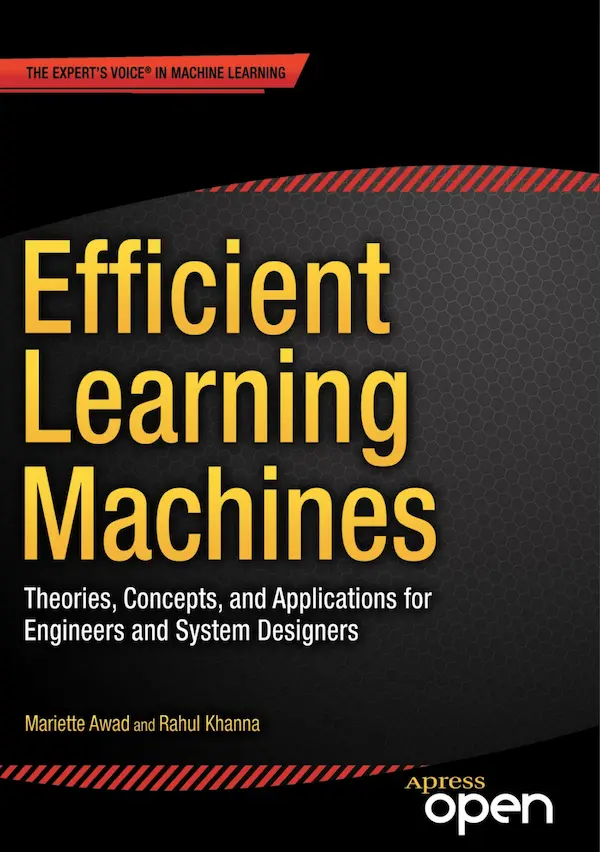 THE EXPERT'S VOICE® IN MACHINE LEARNING
Efficient
Learning
Machines
Theories, Concepts, and Applications for
Engineers and System Designers
Mariette Awad and Rahul Khanna
Apress
open